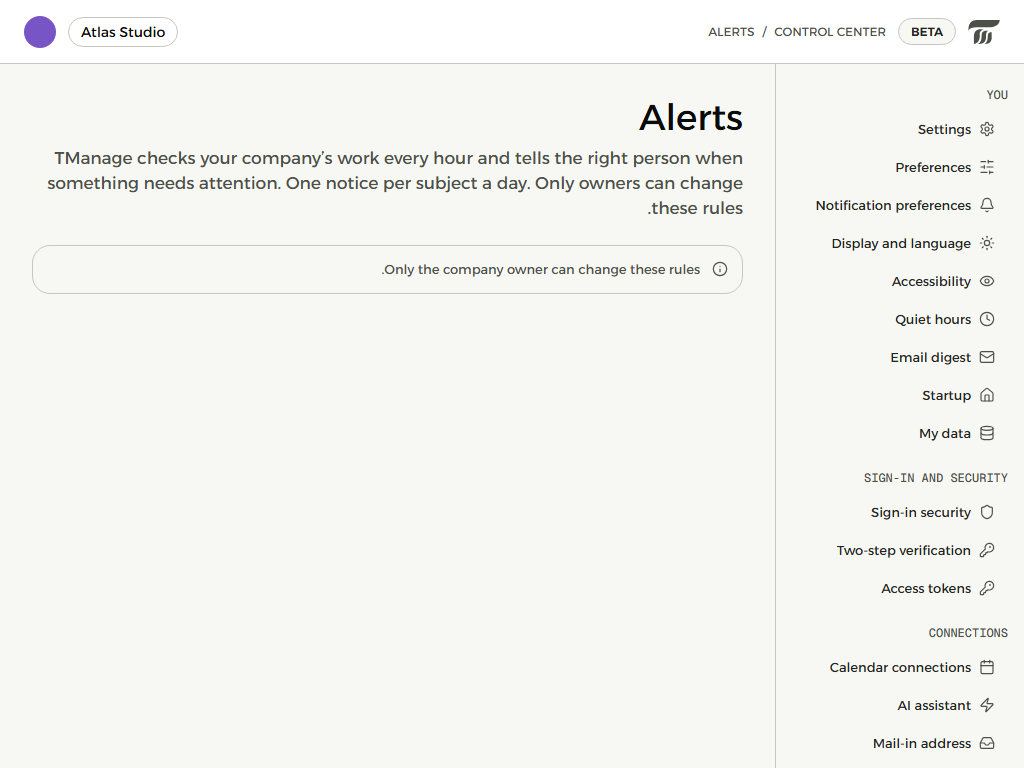 Atlas Studio
ALERTS / CONTROL CENTER
BETA
Alerts
TManage checks your company’s work every hour and tells the right person when
something needs attention. One notice per subject a day. Only owners can change
these rules.
Only the company owner can change these rules.
YOU
Settings
Preferences
Notification preferences
Display and language
Accessibility
Quiet hours
Email digest
Startup
My data
SIGN-IN AND SECURITY
Sign-in security
Two-step verification
Access tokens
CONNECTIONS
Calendar connections
AI assistant
Mail-in address